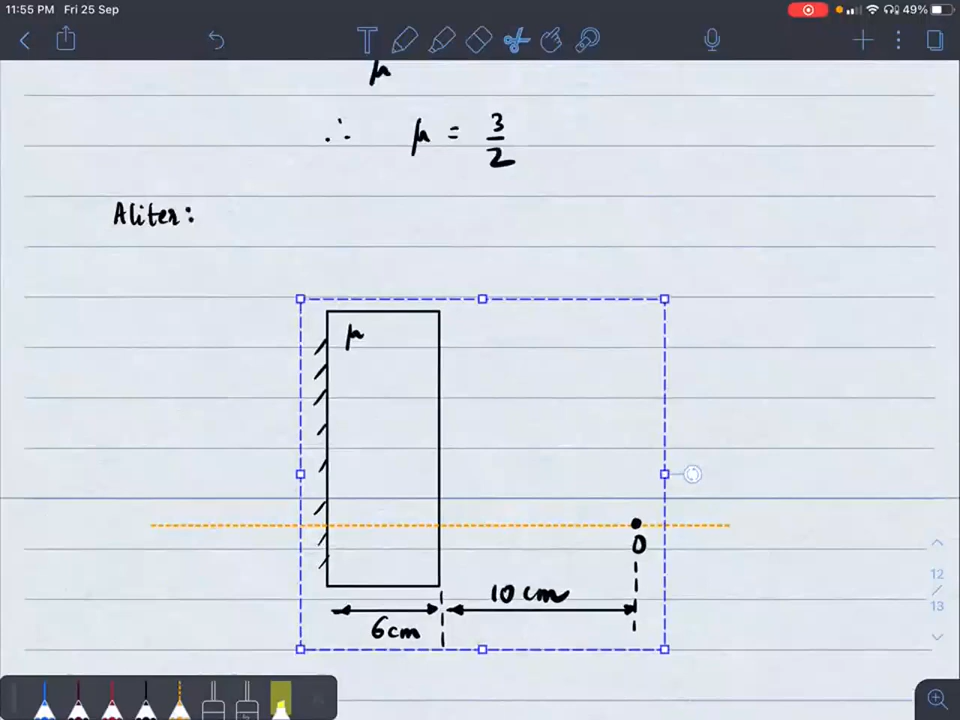 11:55 PM Fri 25 Sep
49%
T
μ
∴ μ = 3/2
Aliter:
μ
O
10 cm
6cm
12
/
13